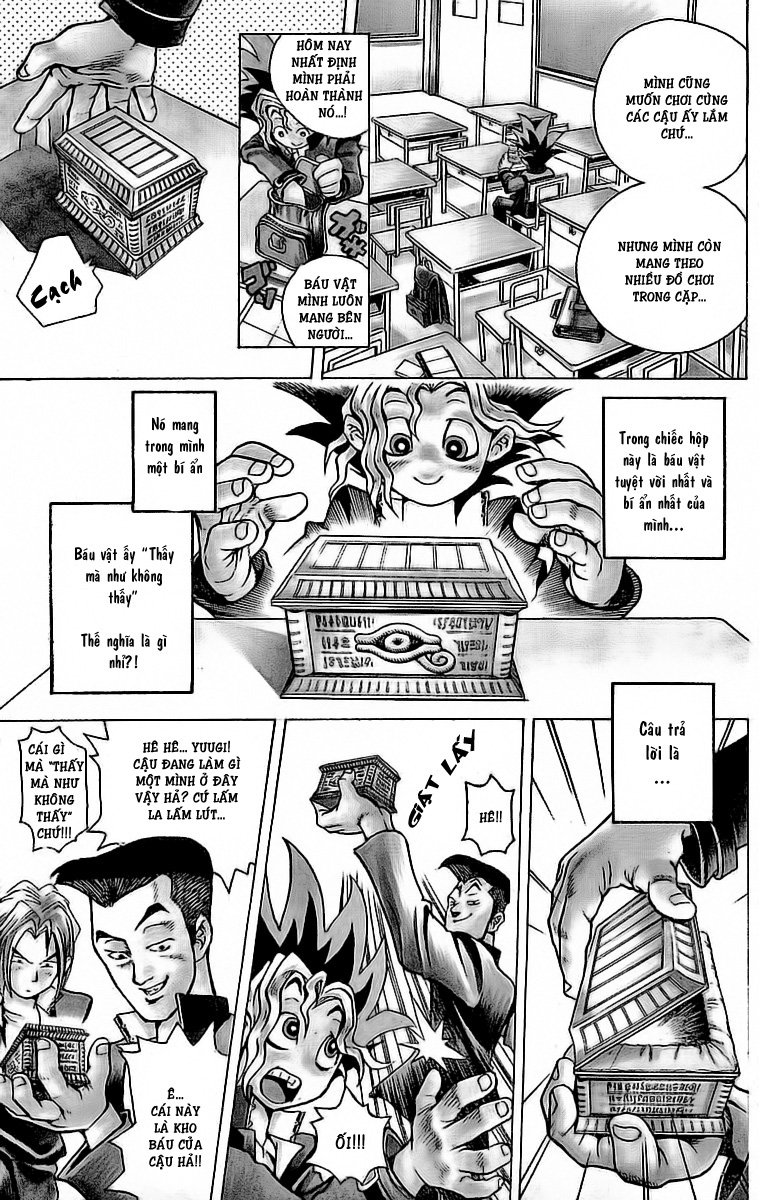 MÌNH CŨNG
MUỐN CHƠI CÙNG
CÁC CẬU ẤY LẮM
CHỨ...
NHƯNG MÌNH CÒN
MANG THEO
NHIỀU ĐỒ CHƠI
TRONG CẶP...
HÔM NAY
NHẤT ĐỊNH
MÌNH PHẢI
HOÀN THÀNH
NÓ...!
BÁU VẬT
MÌNH LUÔN
MANG BÊN
NGƯỜI...
Cạch
Trong chiếc hộp
này là báu vật
tuyệt vời nhất và
bí ẩn nhất của
mình...
Nó mang
trong mình
một bí ẩn
Báu vật ấy "Thấy
mà như không
thấy"
Thế nghĩa là gì
nhỉ?!
Câu trả
lời là
...
HÊ!!
GIẬT LẤY
ỐI!!!
HÊ HÊ... YUUGI!
CẬU ĐANG LÀM GÌ
MỘT MÌNH Ở ĐÂY
VẬY HẢ? CỨ LẤM
LA LẤM LÚT...
CÁI GÌ
MÀ "THẤY
MÀ NHƯ
KHÔNG
THẤY"
CHỨ!!!
Ê...
CÁI NÀY
LÀ KHO
BÁU CỦA
CẬU HẢ!!